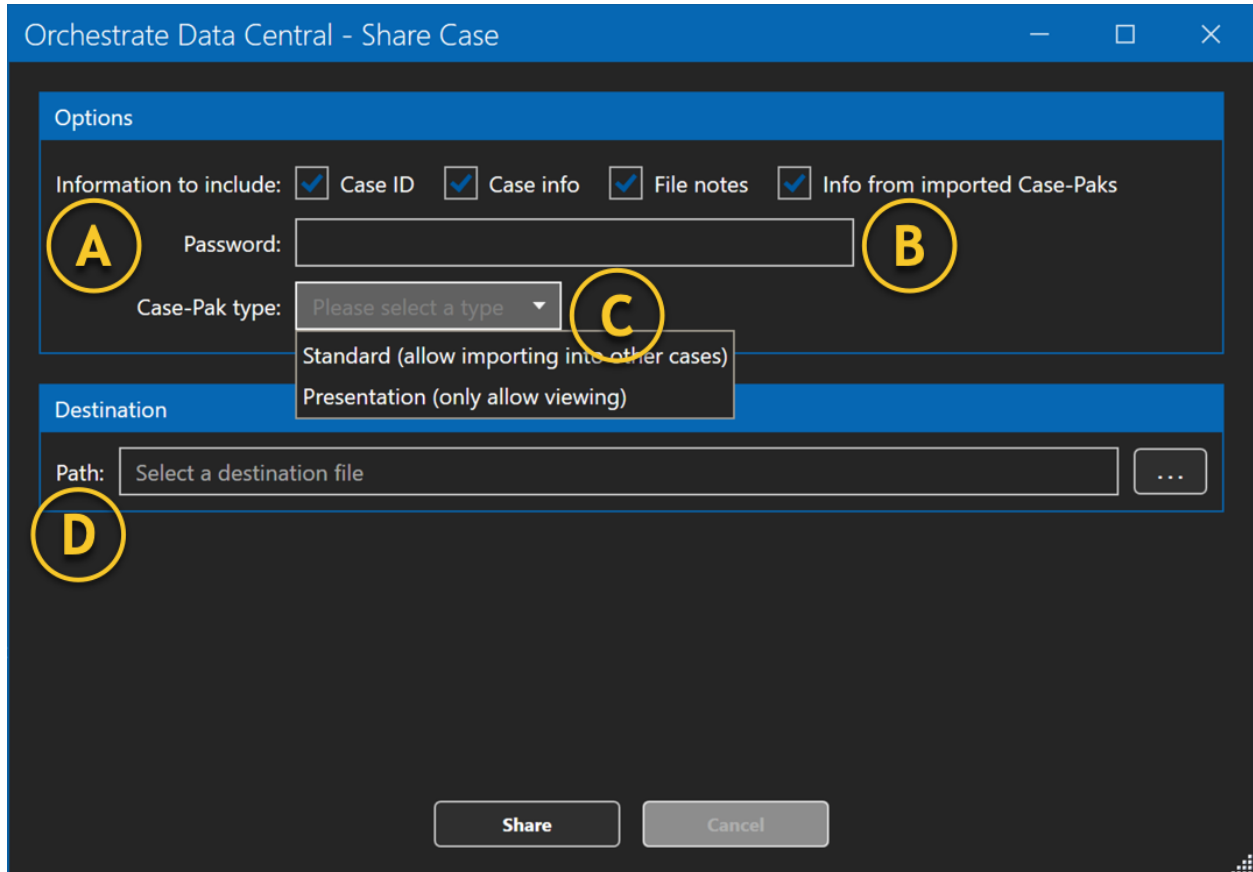 Orchestrate Data Central - Share Case
Options
Information to include: Case ID Case info File notes Info from imported Case-Paks
A Password: B
Case-Pak type: Please select a type C
Standard (allow importing into other cases)
Presentation (only allow viewing)
Destination
Path: Select a destination file ...
D
Share Cancel